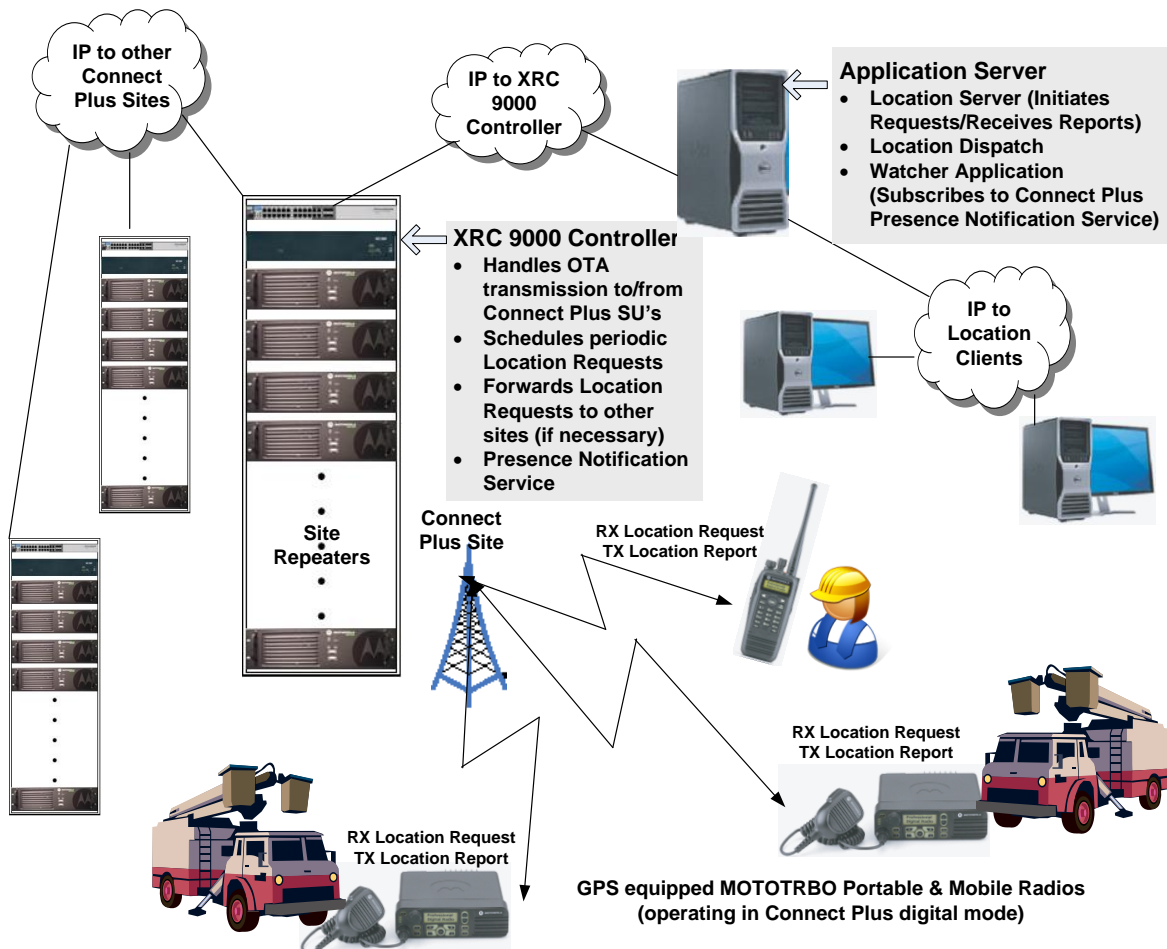 IP to other
Connect
Plus Sites
IP to XRC
9000
Controller
Application Server
• Location Server (Initiates
Requests/Receives Reports)
• Location Dispatch
• Watcher Application
(Subscribes to Connect Plus
Presence Notification Service)
XRC 9000 Controller
• Handles OTA
transmission to/from
Connect Plus SU's
• Schedules periodic
Location Requests
• Forwards Location
Requests to other
sites (if necessary)
• Presence Notification
Service
IP to
Location
Clients
Site
Repeaters
Connect
Plus Site
RX Location Request
TX Location Report
RX Location Request
TX Location Report
RX Location Request
TX Location Report
GPS equipped MOTOTRBO Portable & Mobile Radios
(operating in Connect Plus digital mode)